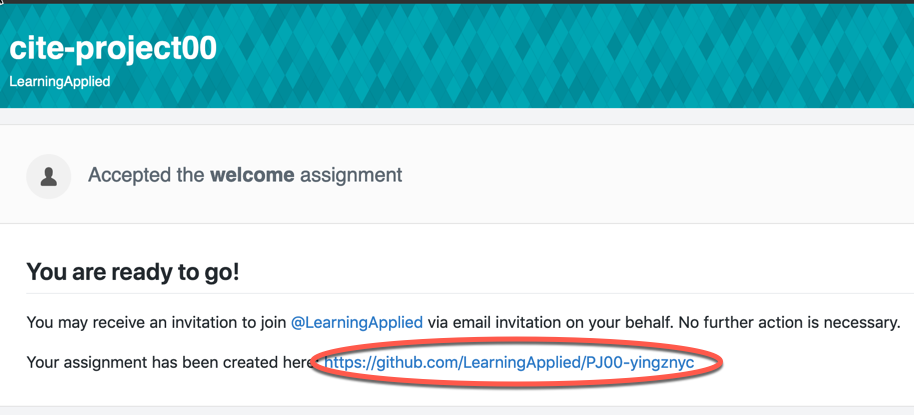 cite-project00
LearningApplied
Accepted the welcome assignment
You are ready to go!
You may receive an invitation to join @LearningApplied via email invitation on your behalf. No further action is necessary.
Your assignment has been created here: https://github.com/LearningApplied/PJ00-yingznyc